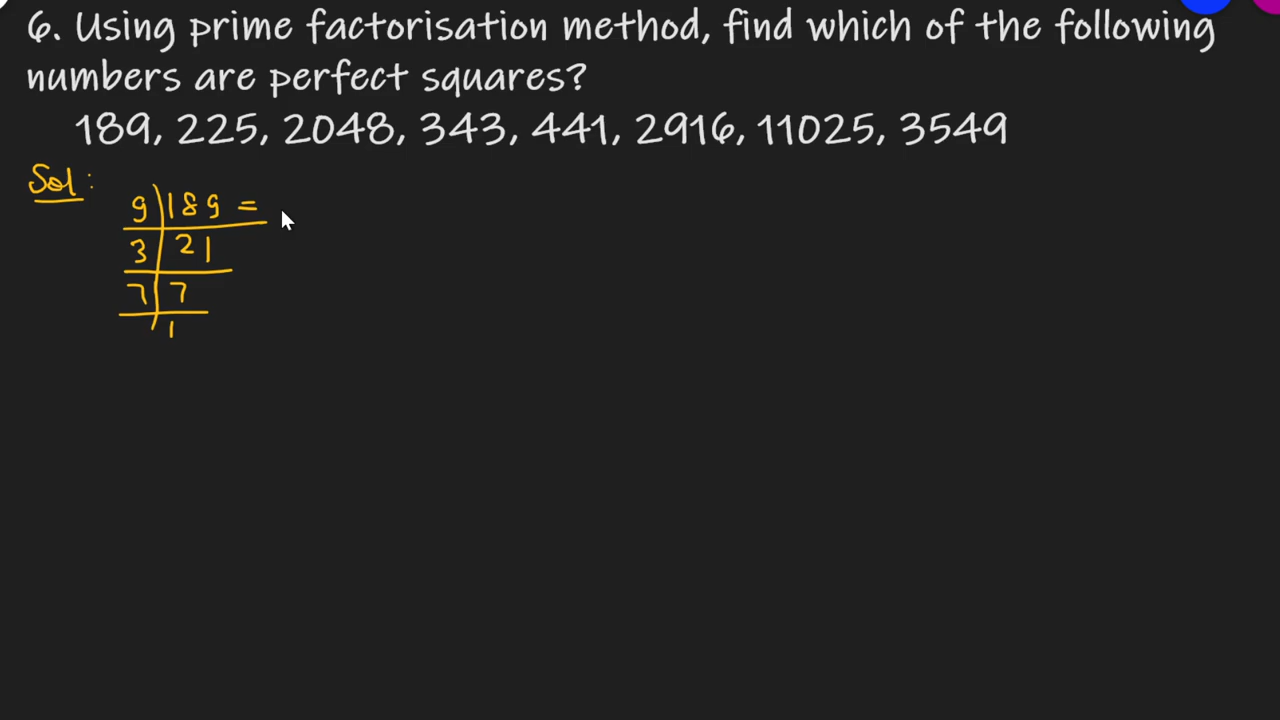 6. Using prime factorisation method, find which of the following
numbers are perfect squares?
189, 225, 2048, 343, 441, 2916, 11025, 3549
Sol:
9 189 =
3 21
7 7
1